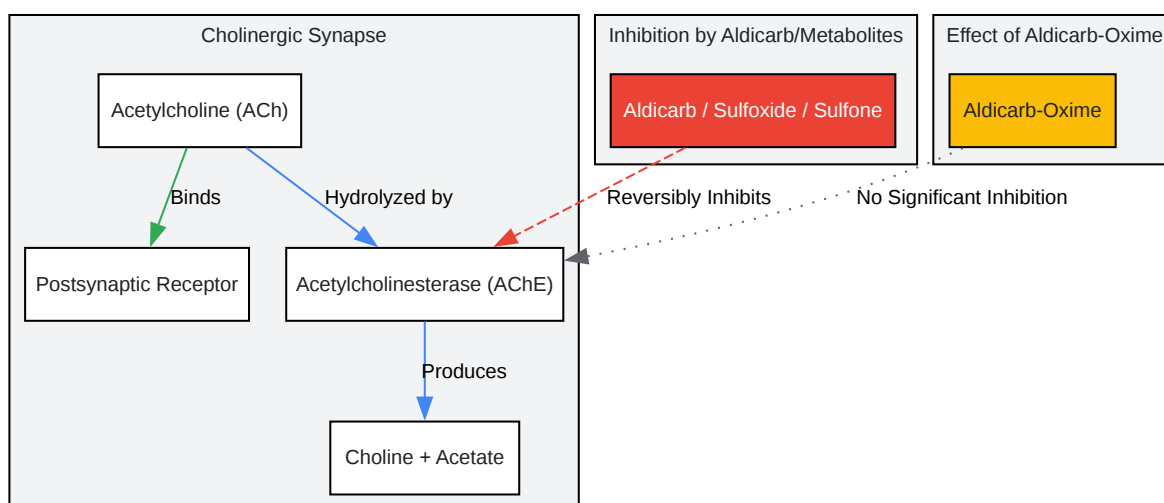 Cholinergic Synapse
Inhibition by Aldicarb/Metabolites
Effect of Aldicarb-Oxime
Acetylcholine (ACh)
Aldicarb / Sulfoxide / Sulfone
Aldicarb-Oxime
Binds
Hydrolyzed by
Reversibly Inhibits
No Significant Inhibition
Postsynaptic Receptor
Acetylcholinesterase (AChE)
Produces
Choline + Acetate